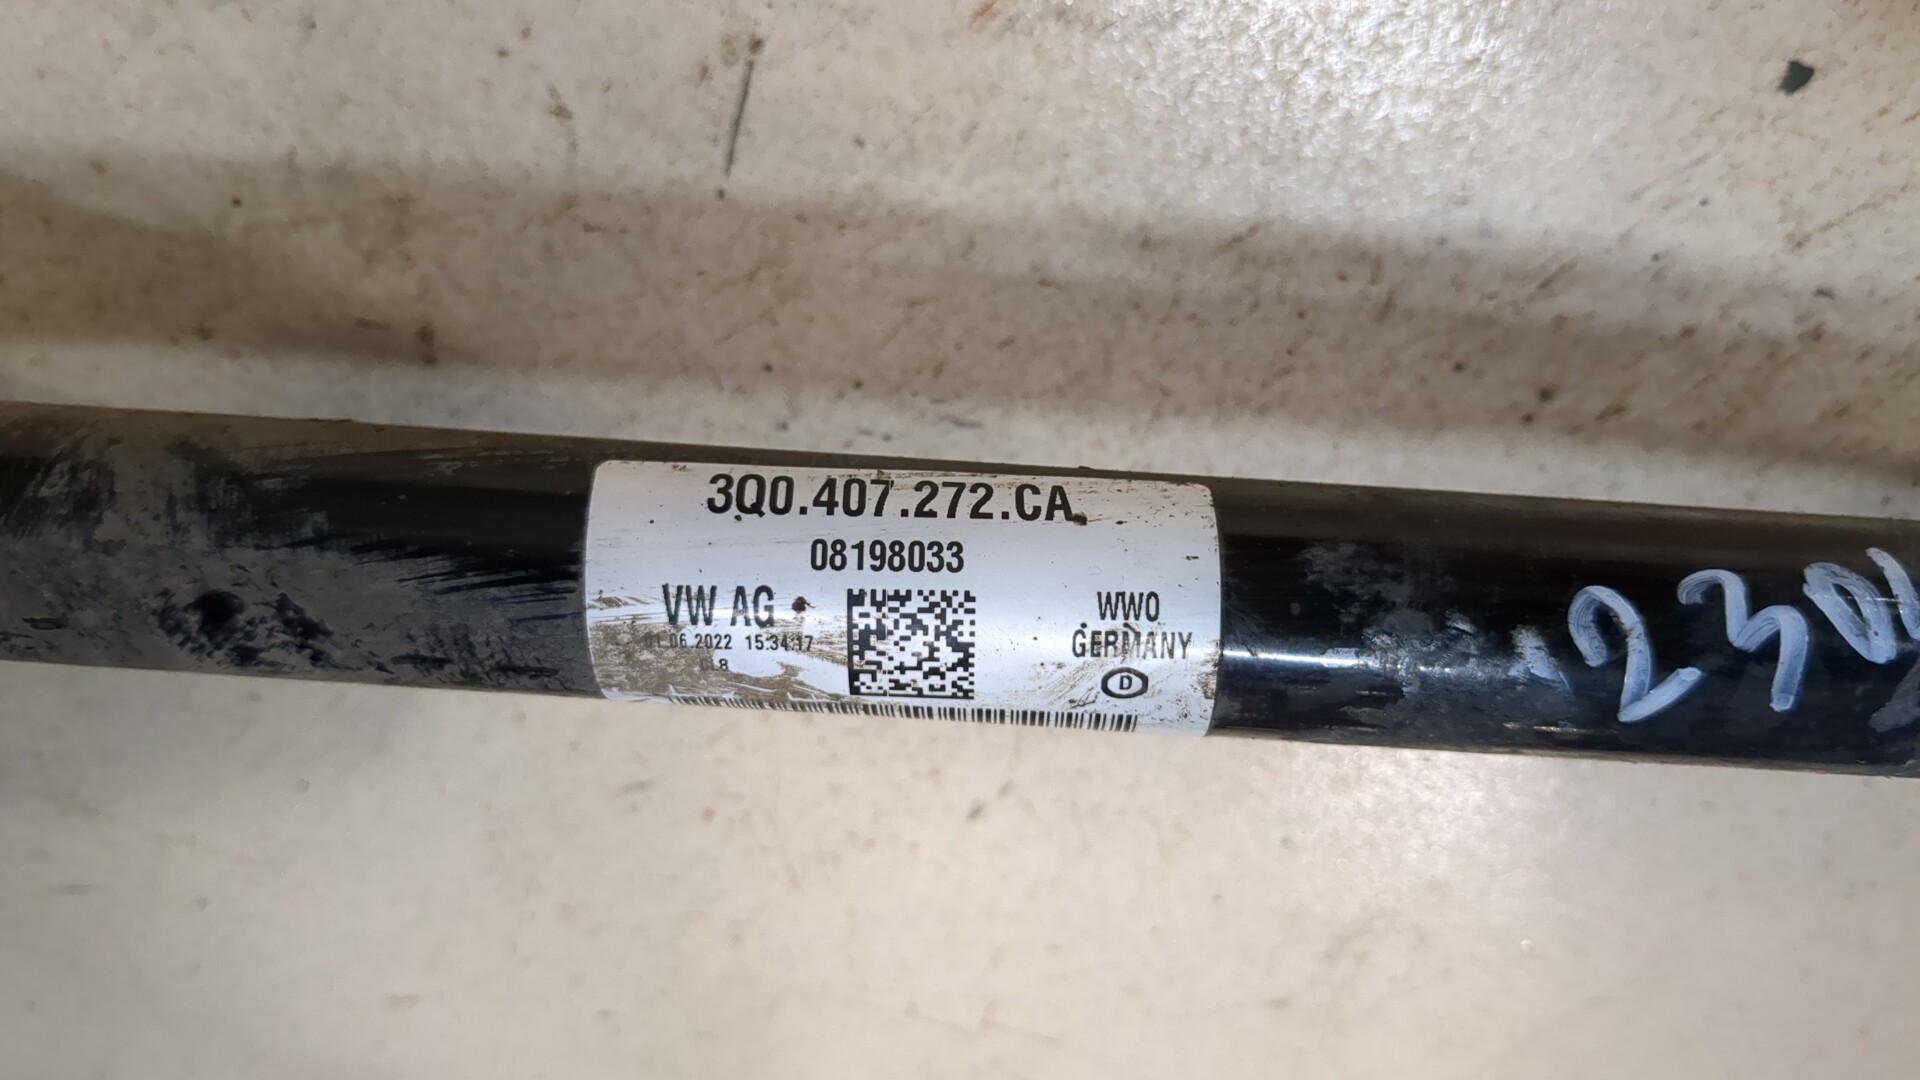 3Q0.407.272.CA
08198033
VW AG
01.06.2022 15:34:17
WWO
GERMANY
D